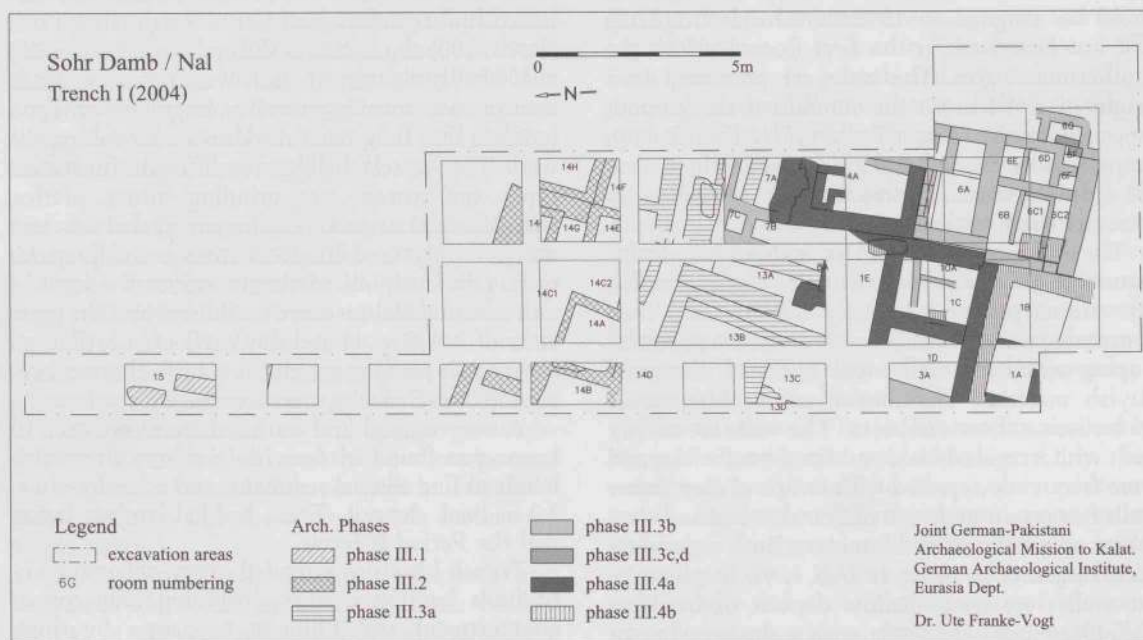 Sohr Damb / Nal
Trench I (2004)
0 5m
N
14H
14F
14
14G
14E
7A
4A
7C
7B
6A
6E
6D
6G
6F
6B
6C1
6C2
14C1
14C2
14A
13A
13B
1E
1C
1B
15
14B
14D
13C
13D
1D
3A
1A
Legend
excavation areas
6G room numbering
Arch. Phases
phase III.1
phase III.2
phase III.3a
phase III.3b
phase III.3c,d
phase III.4a
phase III.4b
Joint German-Pakistani
Archaeological Mission to Kalat.
German Archaeological Institute,
Eurasia Dept.
Dr. Ute Franke-Vogt